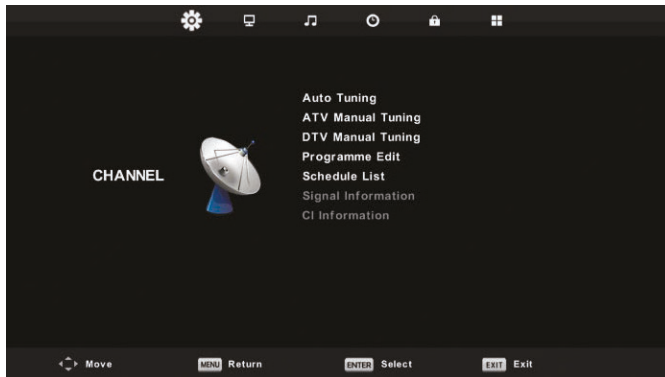 Auto Tuning
ATV Manual Tuning
DTV Manual Tuning
Programme Edit
CHANNEL
Schedule List
Signal Information
CI Information
Move
MENU Return
ENTER Select
EXIT Exit